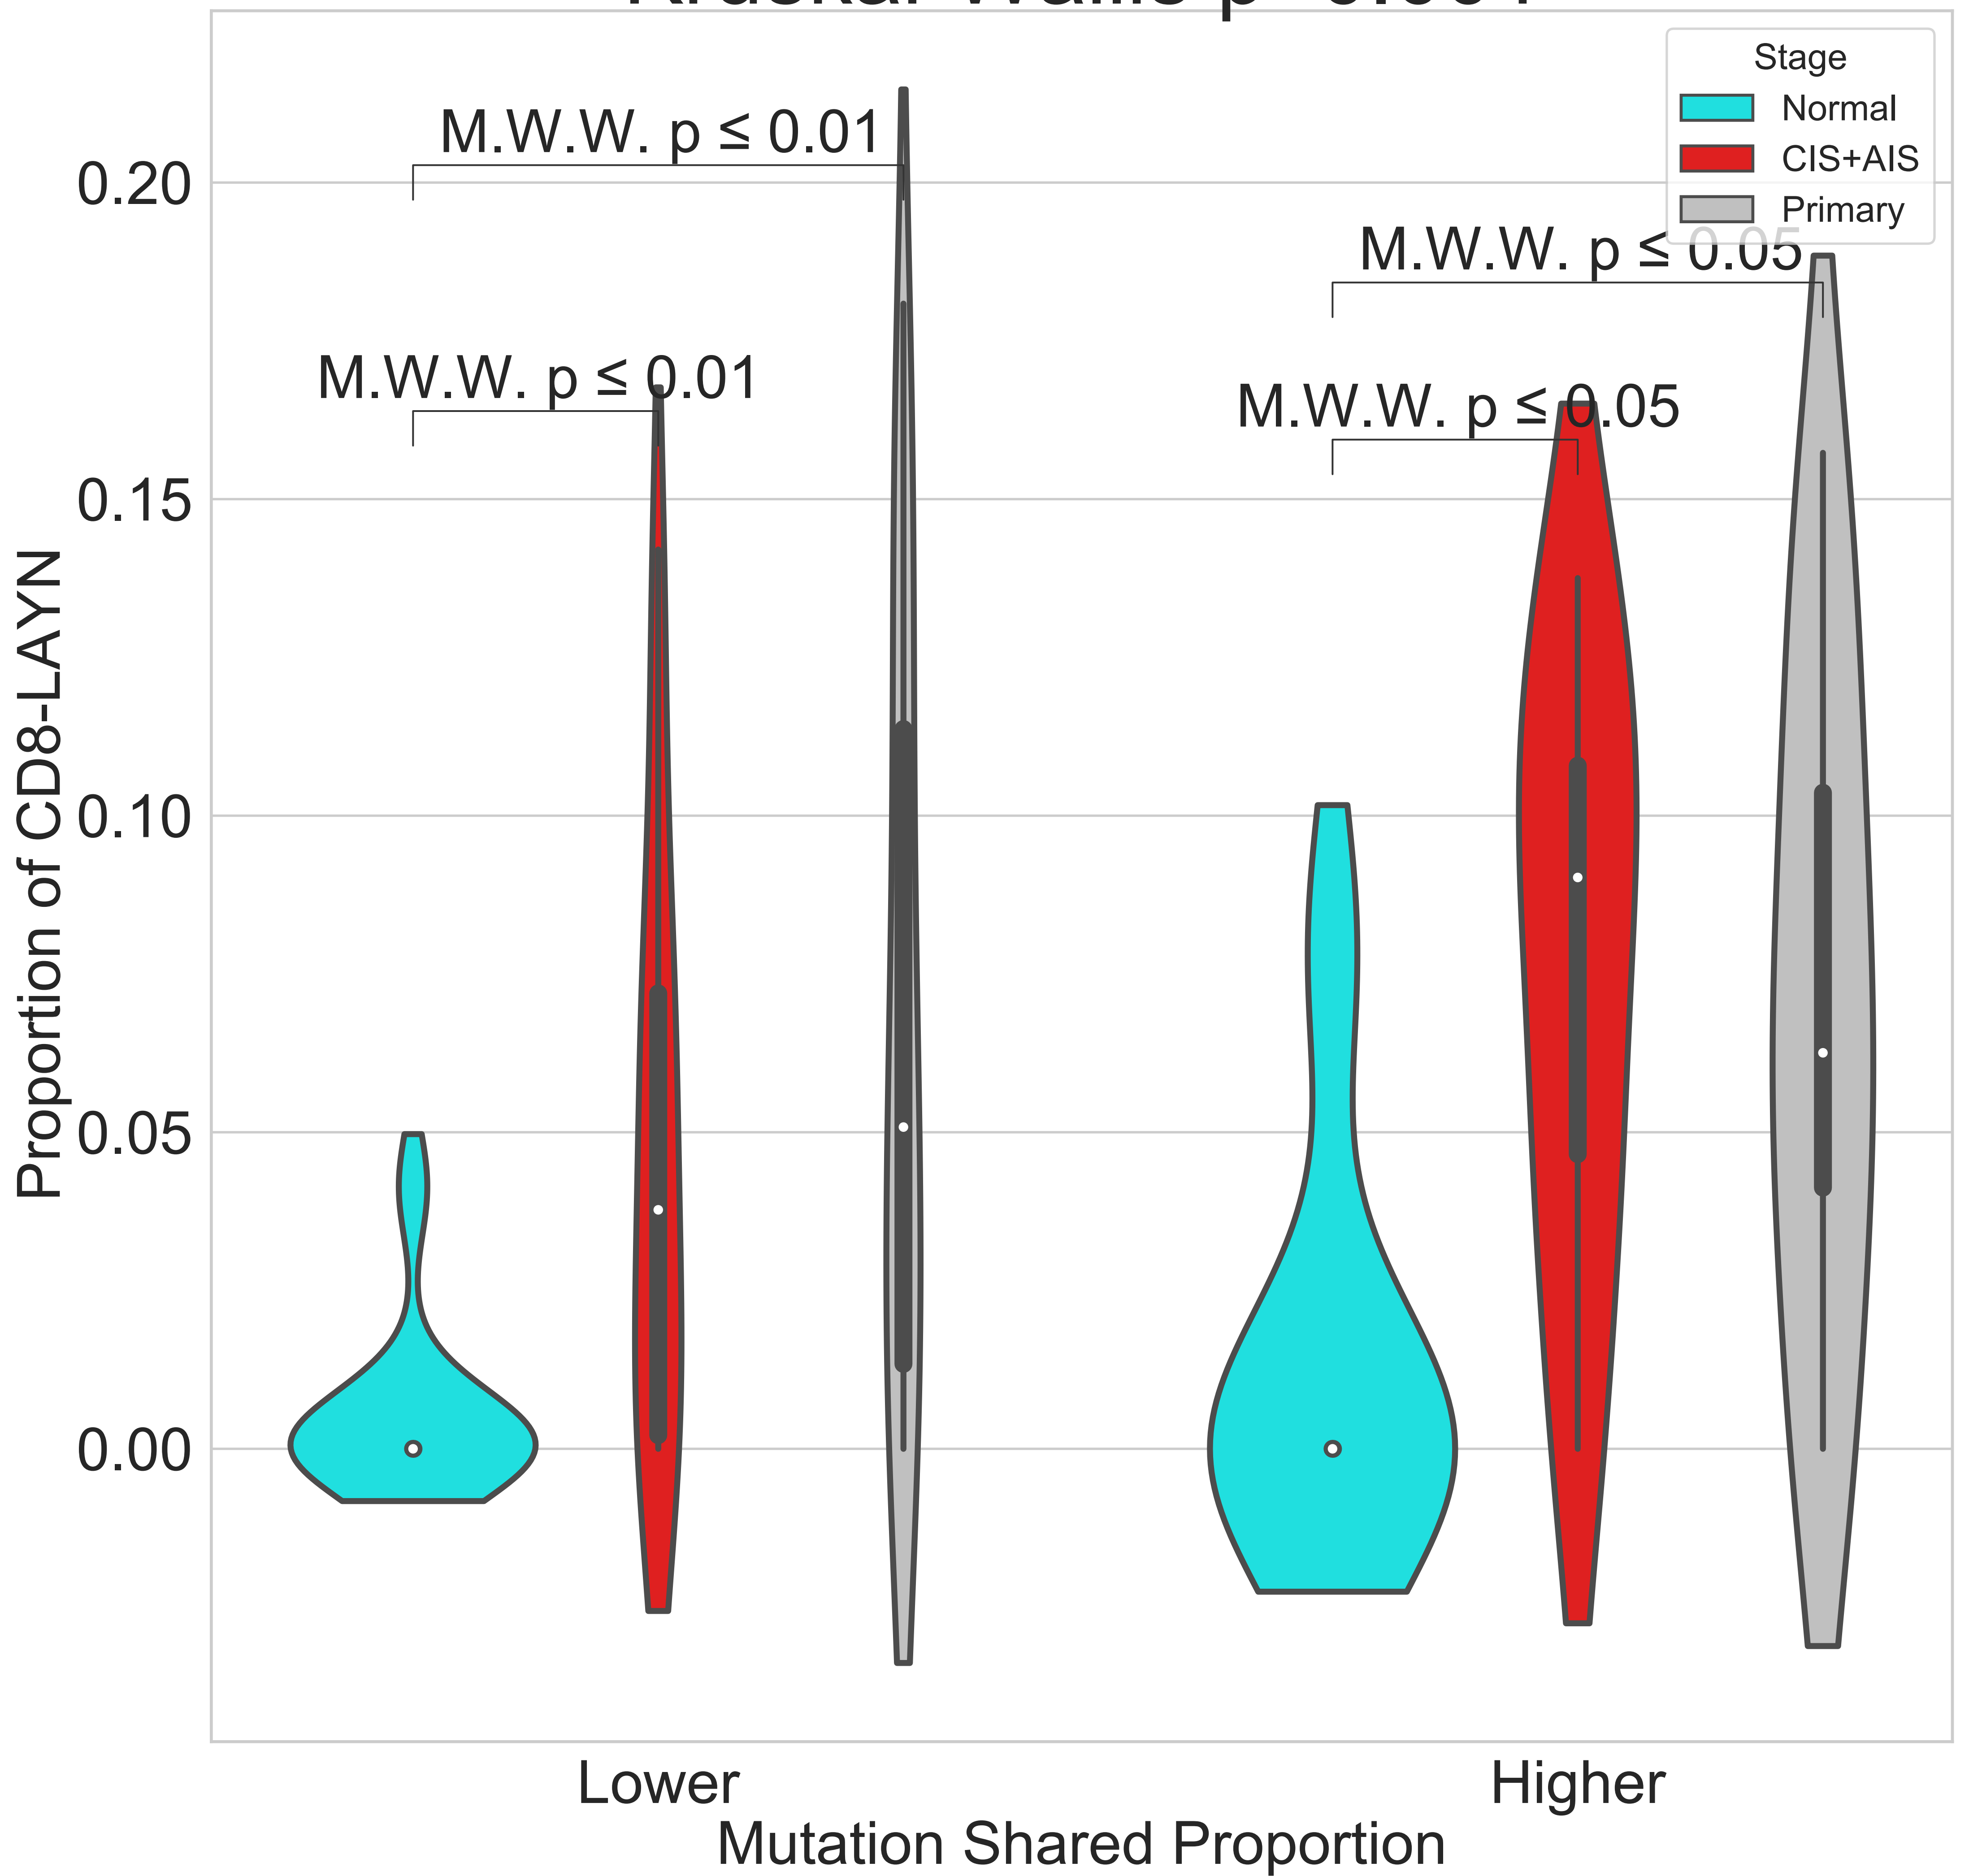 Stage
Normal
CIS+AIS
Primary
M.W.W. p ≤ 0.01
M.W.W. p ≤ 0.05
M.W.W. p ≤ 0.01
M.W.W. p ≤ 0.05
0.20
0.15
0.10
0.05
0.00
Proportion of CD8-LAYN
Lower
Higher
Mutation Shared Proportion